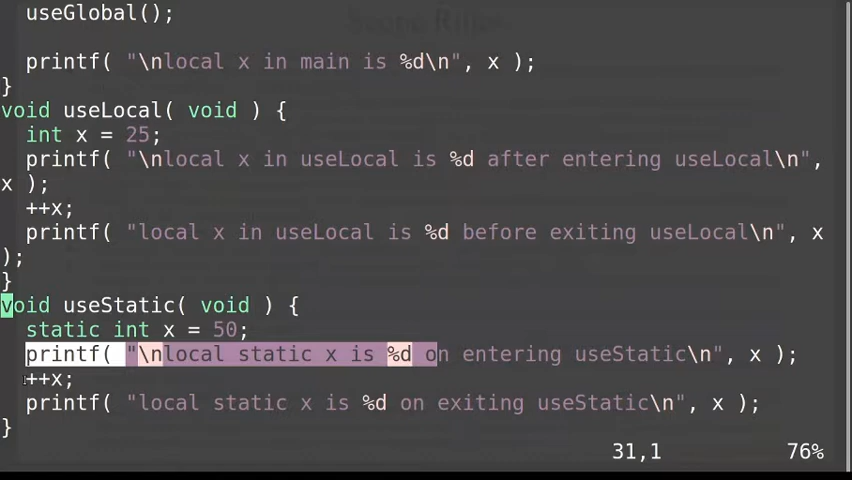 useGlobal();
printf( "\nlocal x in main is %d\n", x );
}
void useLocal( void ) {
int x = 25;
printf( "\nlocal x in useLocal is %d after entering useLocal\n",
x );
++x;
printf( "local x in useLocal is %d before exiting useLocal\n", x
);
}
void useStatic( void ) {
static int x = 50;
printf( "\nlocal static x is %d on entering useStatic\n", x );
++x;
printf( "local static x is %d on exiting useStatic\n", x );
}
31,1 76%